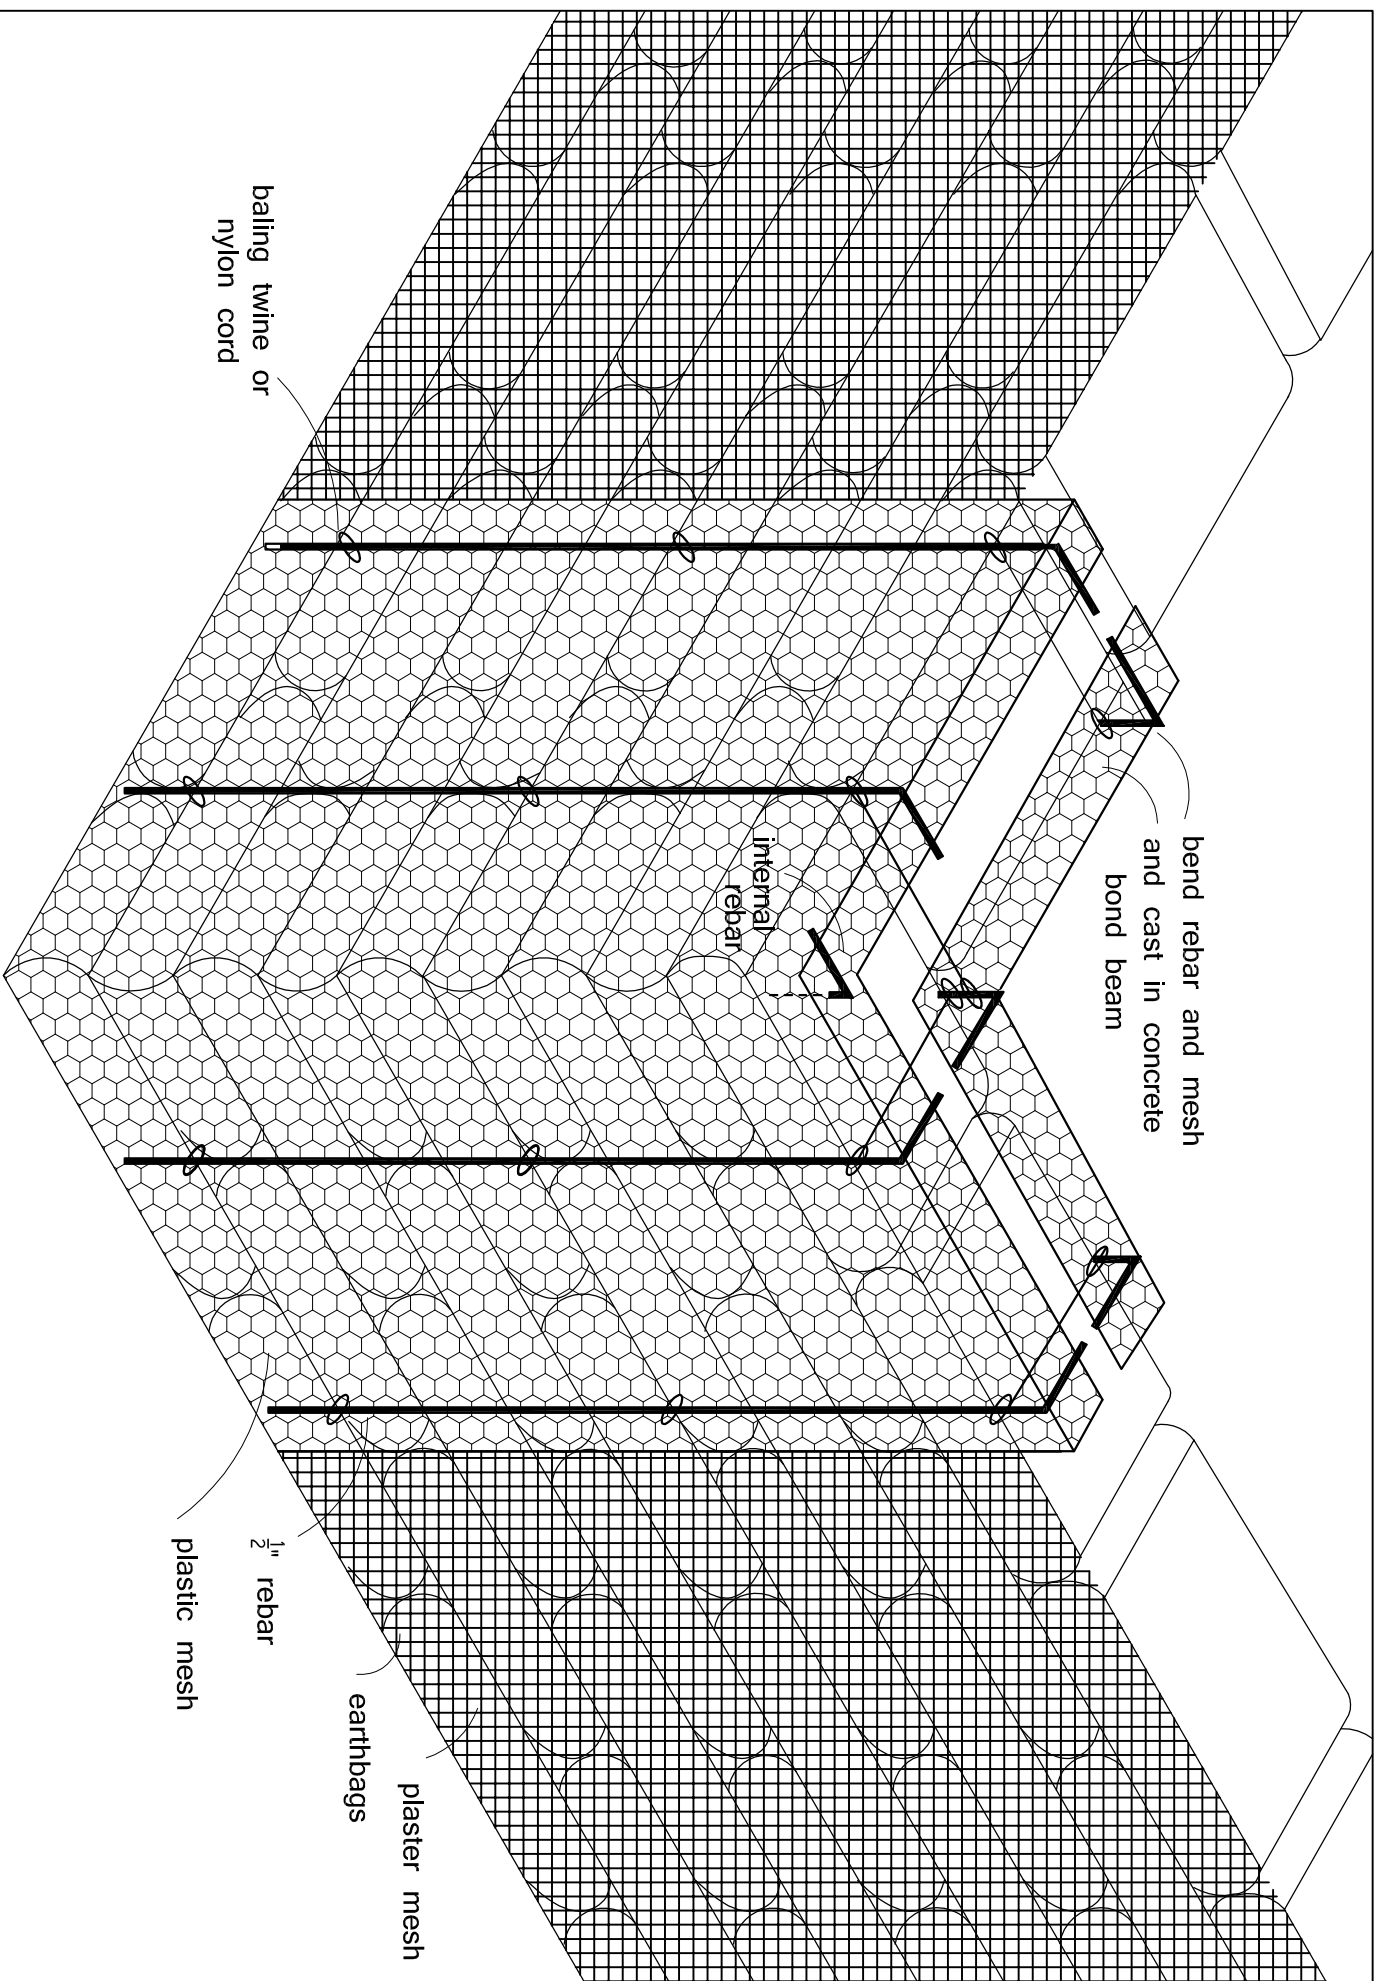 bend rebar and mesh
and cast in concrete
bond beam
internal
rebar
baling twine or
nylon cord
plaster mesh
earthbags
½" rebar
plastic mesh